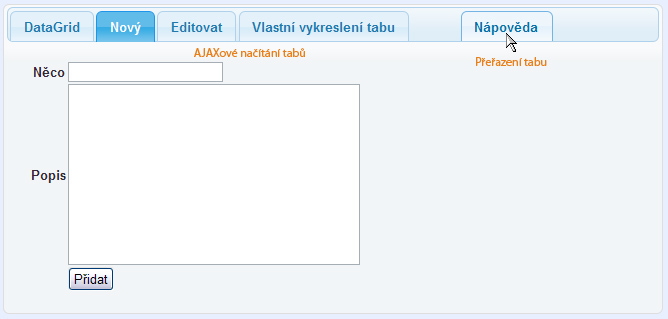 DataGrid Nový Editovat Vlastní vykreslení tabu Nápověda
AJAXové načítání tabů
Přeřazení tabu
Něco
Popis
Přidat